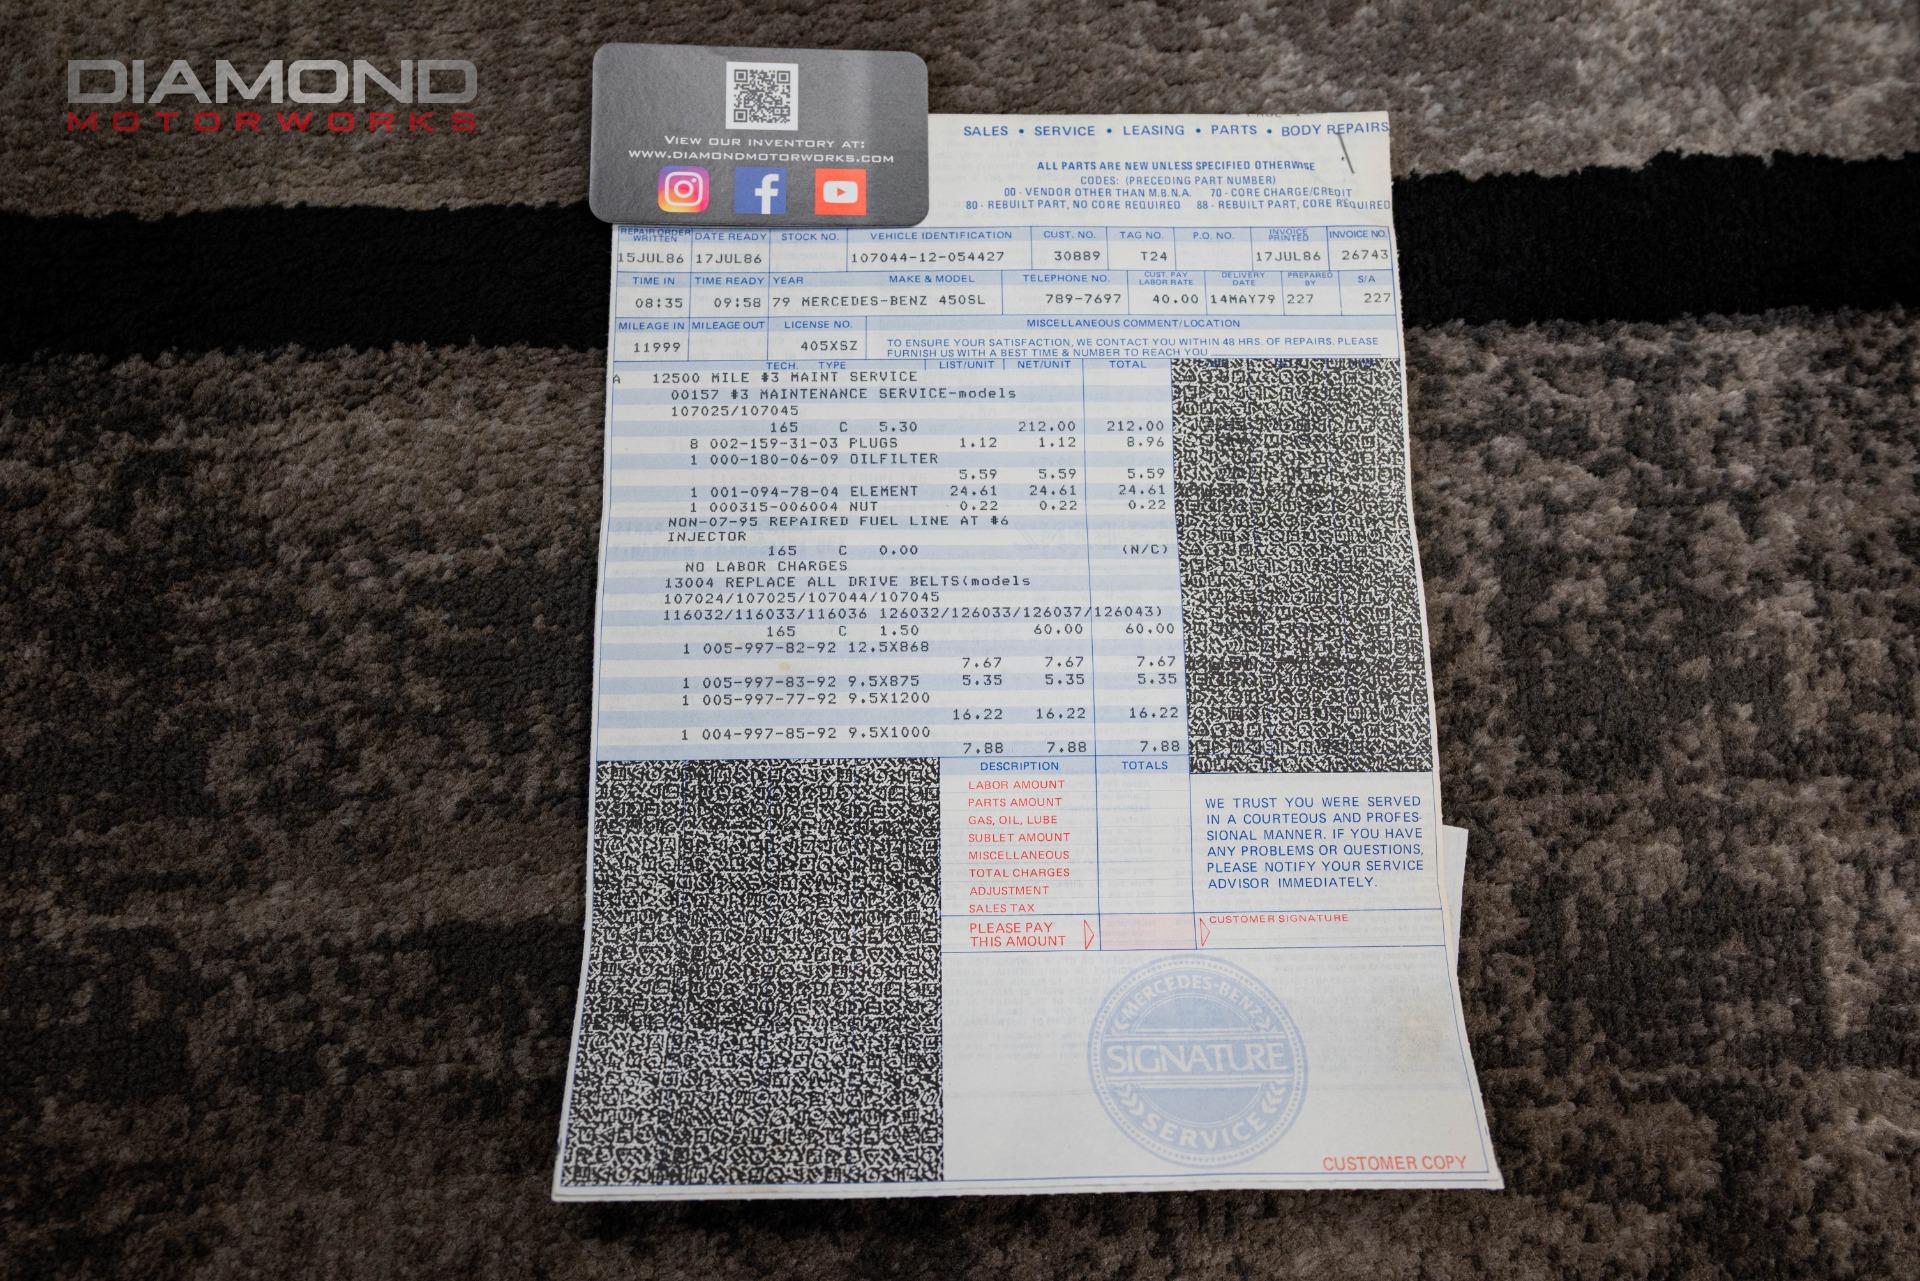 DIAMOND
MOTORWORKS
VIEW OUR INVENTORY AT:
WWW.DIAMONDMOTORWORKS.COM
SALES • SERVICE • LEASING • PARTS • BODY REPAIRS
ALL PARTS ARE NEW UNLESS SPECIFIED OTHERWISE
CODES: (PRECEDING PART NUMBER)
00 - VENDOR OTHER THAN M.B.N.A. 70 - CORE CHARGE/CREDIT
80 - REBUILT PART, NO CORE REQUIRED 88 - REBUILT PART, CORE REQUIRED
REPAIR ORDER WRITTEN DATE READY STOCK NO. VEHICLE IDENTIFICATION CUST. NO. TAG NO. P.O. NO. INVOICE PRINTED INVOICE NO.
15JUL86 17JUL86 107044-12-054427 30889 T24 17JUL86 26743
TIME IN TIME READY YEAR MAKE & MODEL TELEPHONE NO. CUST. PAY LABOR RATE DELIVERY DATE PREPARED BY S/A
08:35 09:58 79 MERCEDES-BENZ 450SL 789-7697 40.00 14MAY79 227 227
MILEAGE IN MILEAGE OUT LICENSE NO. MISCELLANEOUS COMMENT/LOCATION
11999 405XSZ TO ENSURE YOUR SATISFACTION, WE CONTACT YOU WITHIN 48 HRS. OF REPAIRS. PLEASE
FURNISH US WITH A BEST TIME & NUMBER TO REACH YOU
TECH. TYPE LIST/UNIT NET/UNIT TOTAL
A 12500 MILE #3 MAINT SERVICE
00157 #3 MAINTENANCE SERVICE-models
107025/107045
165 C 5.30 212.00 212.00
8 002-159-31-03 PLUGS 1.12 1.12 8.96
1 000-180-06-09 OILFILTER
5.59 5.59 5.59
1 001-094-78-04 ELEMENT 24.61 24.61 24.61
1 000315-006004 NUT 0.22 0.22 0.22
NON-07-95 REPAIRED FUEL LINE AT #6
INJECTOR
165 C 0.00 (N/C)
NO LABOR CHARGES
13004 REPLACE ALL DRIVE BELTS(models
107024/107025/107044/107045
116032/116033/116036 126032/126033/126037/126043)
165 C 1.50 60.00 60.00
1 005-997-82-92 12.5X868
7.67 7.67 7.67
1 005-997-83-92 9.5X875 5.35 5.35 5.35
1 005-997-77-92 9.5X1200
16.22 16.22 16.22
1 004-997-85-92 9.5X1000
7.88 7.88 7.88
DESCRIPTION TOTALS
LABOR AMOUNT
PARTS AMOUNT
GAS, OIL, LUBE
SUBLET AMOUNT
MISCELLANEOUS
TOTAL CHARGES
ADJUSTMENT
SALES TAX
PLEASE PAY
THIS AMOUNT
WE TRUST YOU WERE SERVED
IN A COURTEOUS AND PROFES-
SIONAL MANNER. IF YOU HAVE
ANY PROBLEMS OR QUESTIONS,
PLEASE NOTIFY YOUR SERVICE
ADVISOR IMMEDIATELY.
CUSTOMER SIGNATURE
MERCEDES-BENZ
SIGNATURE
SERVICE
CUSTOMER COPY